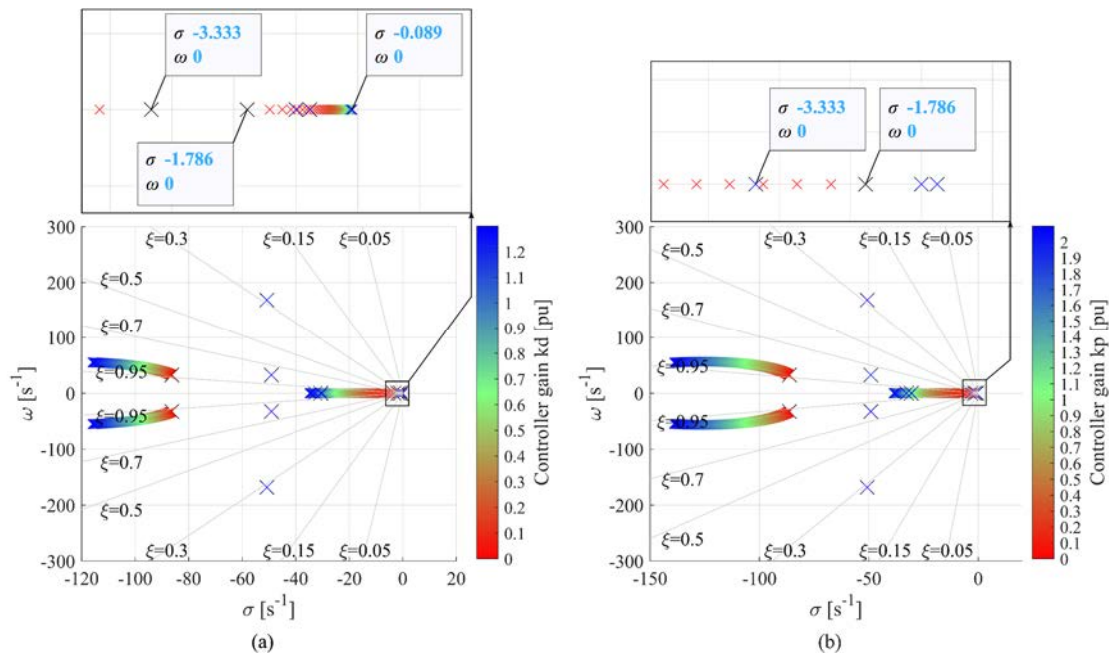 σ -3.333
ω 0
σ -0.089
ω 0
σ -1.786
ω 0
σ -3.333
ω 0
σ -1.786
ω 0
300
200
100
0
-100
-200
-300
ω [s-1]
-120
-100
-80
-60
-40
-20
0
20
σ [s-1]
ξ=0.3
ξ=0.15
ξ=0.05
ξ=0.5
ξ=0.7
ξ=0.95
ξ=0.95
ξ=0.7
ξ=0.5
ξ=0.3
ξ=0.15
ξ=0.05
1.2
1.1
1
0.9
0.8
0.7
0.6
0.5
0.4
0.3
0.2
0.1
0
Controller gain kd [pu]
(a)
300
200
100
0
-100
-200
-300
ω [s-1]
-150
-100
-50
0
σ [s-1]
ξ=0.3
ξ=0.15
ξ=0.05
ξ=0.5
ξ=0.7
ξ=0.95
ξ=0.95
ξ=0.7
ξ=0.5
ξ=0.3
ξ=0.15
ξ=0.05
2
1.9
1.8
1.7
1.6
1.5
1.4
1.3
1.2
1.1
1
0.9
0.8
0.7
0.6
0.5
0.4
0.3
0.2
0.1
0
Controller gain kp [pu]
(b)